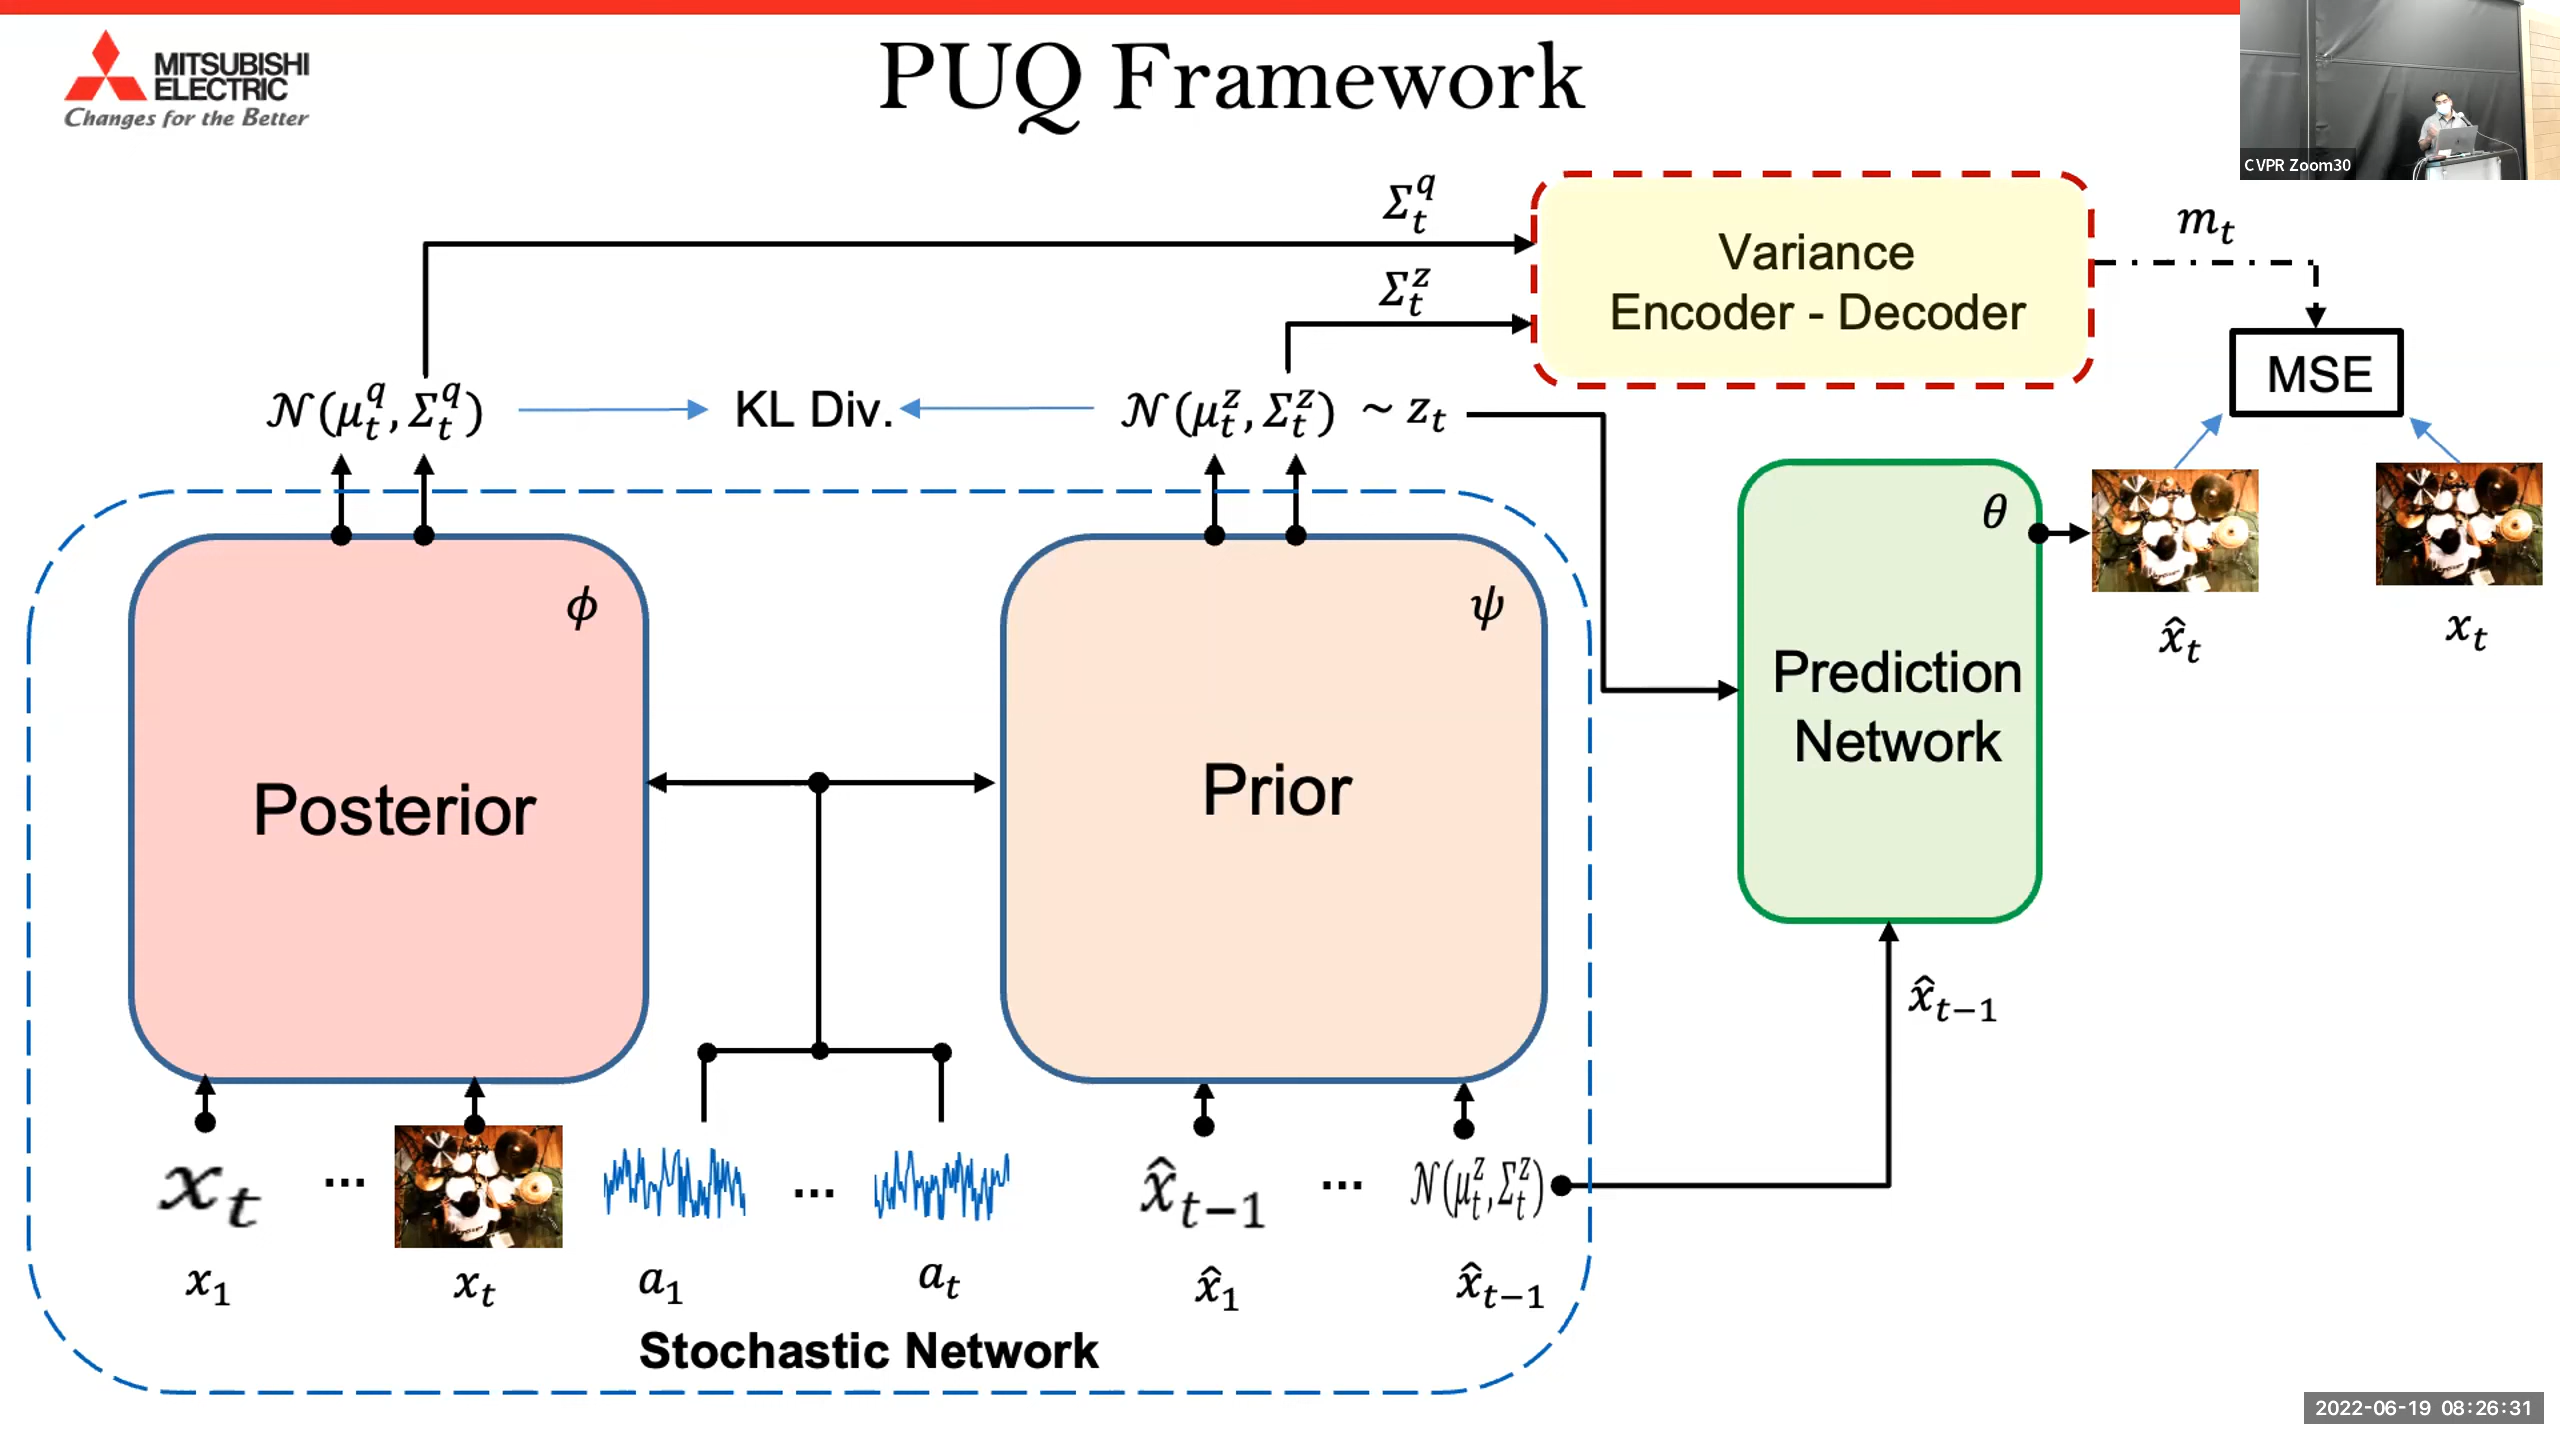 MITSUBISHI
ELECTRIC
Changes for the Better
PUQ Framework
CVPR Zoom30
Σ_t^q
Σ_t^z
Variance
Encoder - Decoder
m_t
MSE
𝒩(μ_t^q, Σ_t^q)
KL Div.
𝒩(μ_t^z, Σ_t^z) ~ z_t
ϕ
Posterior
ψ
Prior
θ
Prediction
Network
x̂_t
x_t
x̂_{t−1}
x_t
...
...
x̂_{t−1}
...
𝒩(μ_t^z, Σ_t^z)
x_1
x_t
a_1
a_t
x̂_1
x̂_{t−1}
Stochastic Network
2022-06-19 08:26:31